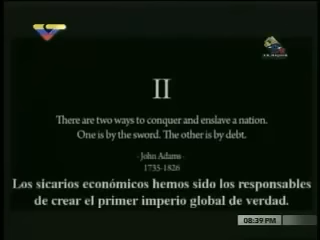 II
There are two ways to conquer and enslave a nation.
One is by the sword. The other is by debt.
- John Adams -
1735-1826
Los sicarios económicos hemos sido los responsables
de crear el primer imperio global de verdad.
08:39 PM